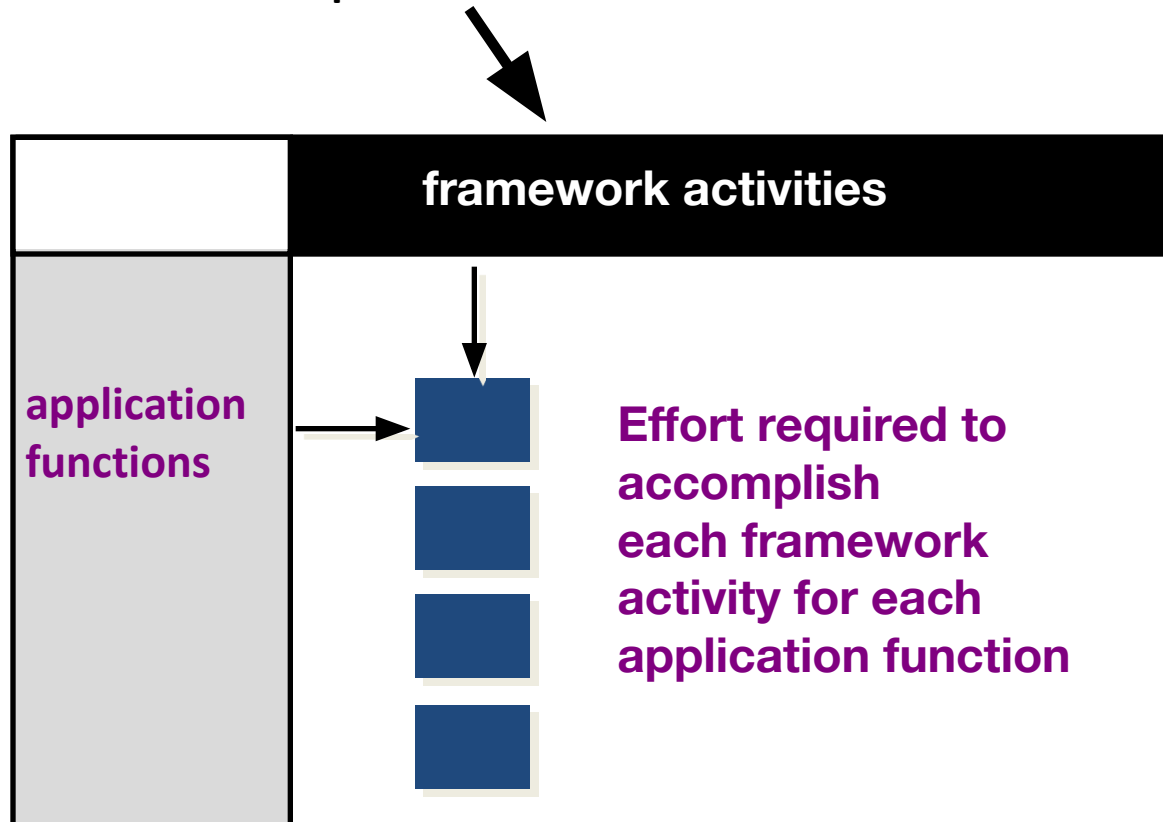 framework activities
application
functions
Effort required to
accomplish
each framework
activity for each
application function